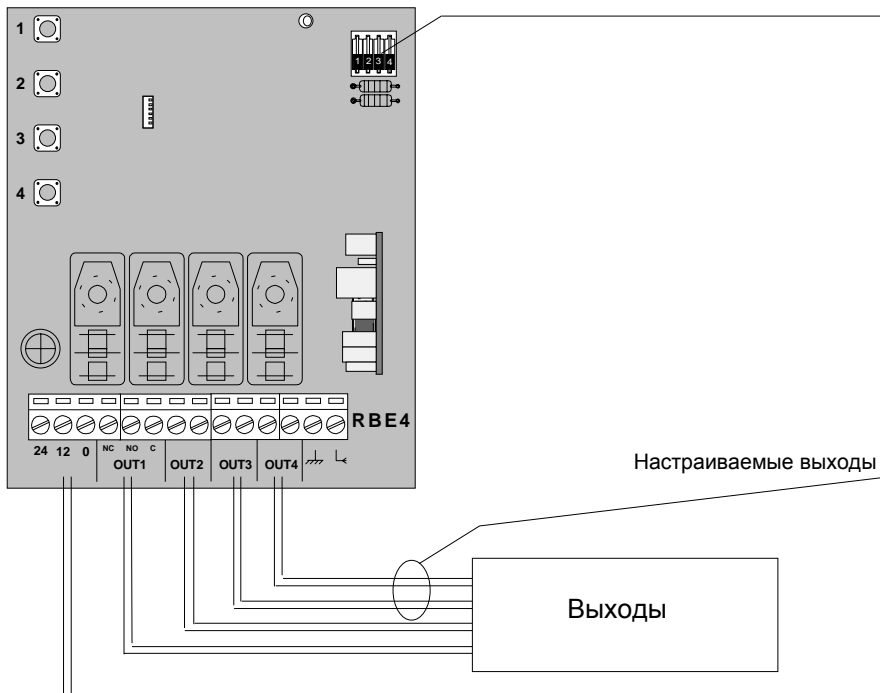 1
1 2 3 4
2
3
4
RBE4
24 12 0 NC NO C
OUT1 OUT2 OUT3 OUT4
Настраиваемые выходы
Выходы